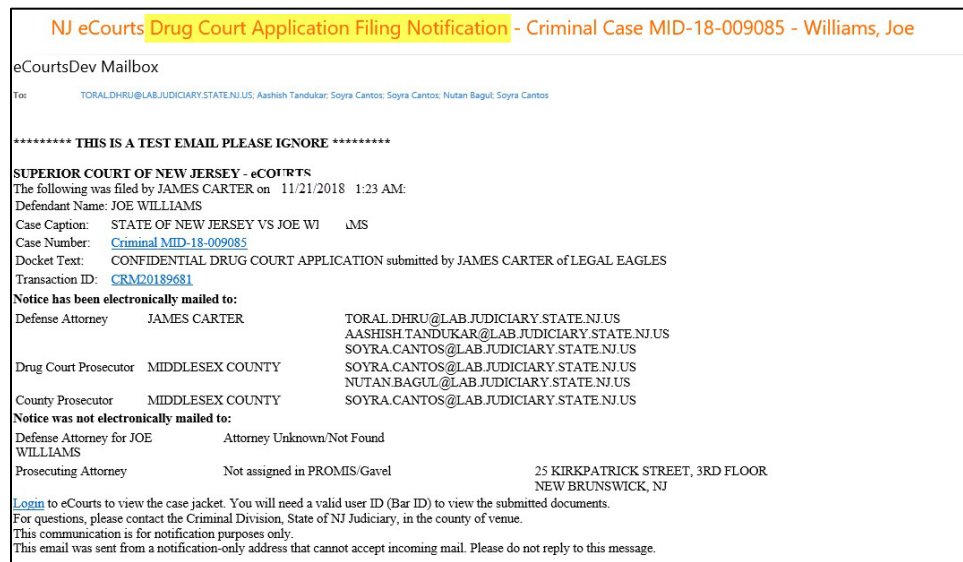 NJ eCourts Drug Court Application Filing Notification - Criminal Case MID-18-009085 - Williams, Joe
eCourtsDev Mailbox
To: TORAL.DHRU@LAB.JUDICIARY.STATE.NJ.US; Aashish Tandukar; Soyra Cantos; Soyra Cantos; Nutan Bagul; Soyra Cantos
********* THIS IS A TEST EMAIL PLEASE IGNORE *********
SUPERIOR COURT OF NEW JERSEY - eCOURTS
The following was filed by JAMES CARTER on 11/21/2018 1:23 AM:
Defendant Name: JOE WILLIAMS
Case Caption: STATE OF NEW JERSEY VS JOE WI AMS
Case Number: Criminal MID-18-009085
Docket Text: CONFIDENTIAL DRUG COURT APPLICATION submitted by JAMES CARTER of LEGAL EAGLES
Transaction ID: CRM20189681
Notice has been electronically mailed to:
Defense Attorney JAMES CARTER TORAL.DHRU@LAB.JUDICIARY.STATE.NJ.US
AASHISH.TANDUKAR@LAB.JUDICIARY.STATE.NJ.US
SOYRA.CANTOS@LAB.JUDICIARY.STATE.NJ.US
Drug Court Prosecutor MIDDLESEX COUNTY SOYRA.CANTOS@LAB.JUDICIARY.STATE.NJ.US
NUTAN.BAGUL@LAB.JUDICIARY.STATE.NJ.US
County Prosecutor MIDDLESEX COUNTY SOYRA.CANTOS@LAB.JUDICIARY.STATE.NJ.US
Notice was not electronically mailed to:
Defense Attorney for JOE Attorney Unknown/Not Found
WILLIAMS
Prosecuting Attorney Not assigned in PROMIS/Gavel 25 KIRKPATRICK STREET, 3RD FLOOR
NEW BRUNSWICK, NJ
Login to eCourts to view the case jacket. You will need a valid user ID (Bar ID) to view the submitted documents.
For questions, please contact the Criminal Division, State of NJ Judiciary, in the county of venue.
This communication is for notification purposes only.
This email was sent from a notification-only address that cannot accept incoming mail. Please do not reply to this message.